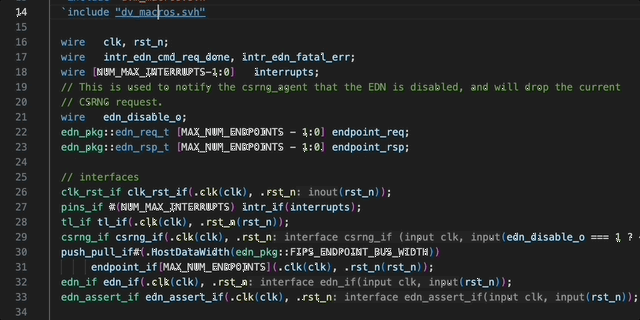 14 `include "dv_macros.svh"
15
16 wire clk, rst_n;
17 wire intr_edn_cmd_req_done, intr_edn_fatal_err;
18 wire [NUM_MAX_INTERRUPTS-1:0] interrupts;
19 // This is used to notify the csrng_agent that the EDN is disabled, and will drop the current
20 // CSRNG request.
21 wire edn_disable_o;
22 edn_pkg::edn_req_t [MAX_NUM_ENDPOINTS - 1:0] endpoint_req;
23 edn_pkg::edn_rsp_t [MAX_NUM_ENDPOINTS - 1:0] endpoint_rsp;
24
25 // interfaces
26 clk_rst_if clk_rst_if(.clk(clk), .rst_n: inout(rst_n));
27 pins_if #(NUM_MAX_INTERRUPTS) intr_if(interrupts);
28 tl_if tl_if(.clk(clk), .rst_n(rst_n));
29 csrng_if csrng_if(.clk(clk), .rst_n: interface csrng_if (input clk, input(edn_disable_o === 1 ?
30 push_pull_if#(.HostDataWidth(edn_pkg::FIPS_ENDPOINT_BUS_WIDTH))
31 endpoint_if[MAX_NUM_ENDPOINTS](.clk(clk), .rst_n(rst_n));
32 edn_if edn_if(.clk(clk), .rst_n: interface edn_if(input clk, input(rst_n));
33 edn_assert_if edn_assert_if(.clk(clk), .rst_n: interface edn_assert_if(input clk, input(rst_n));
34